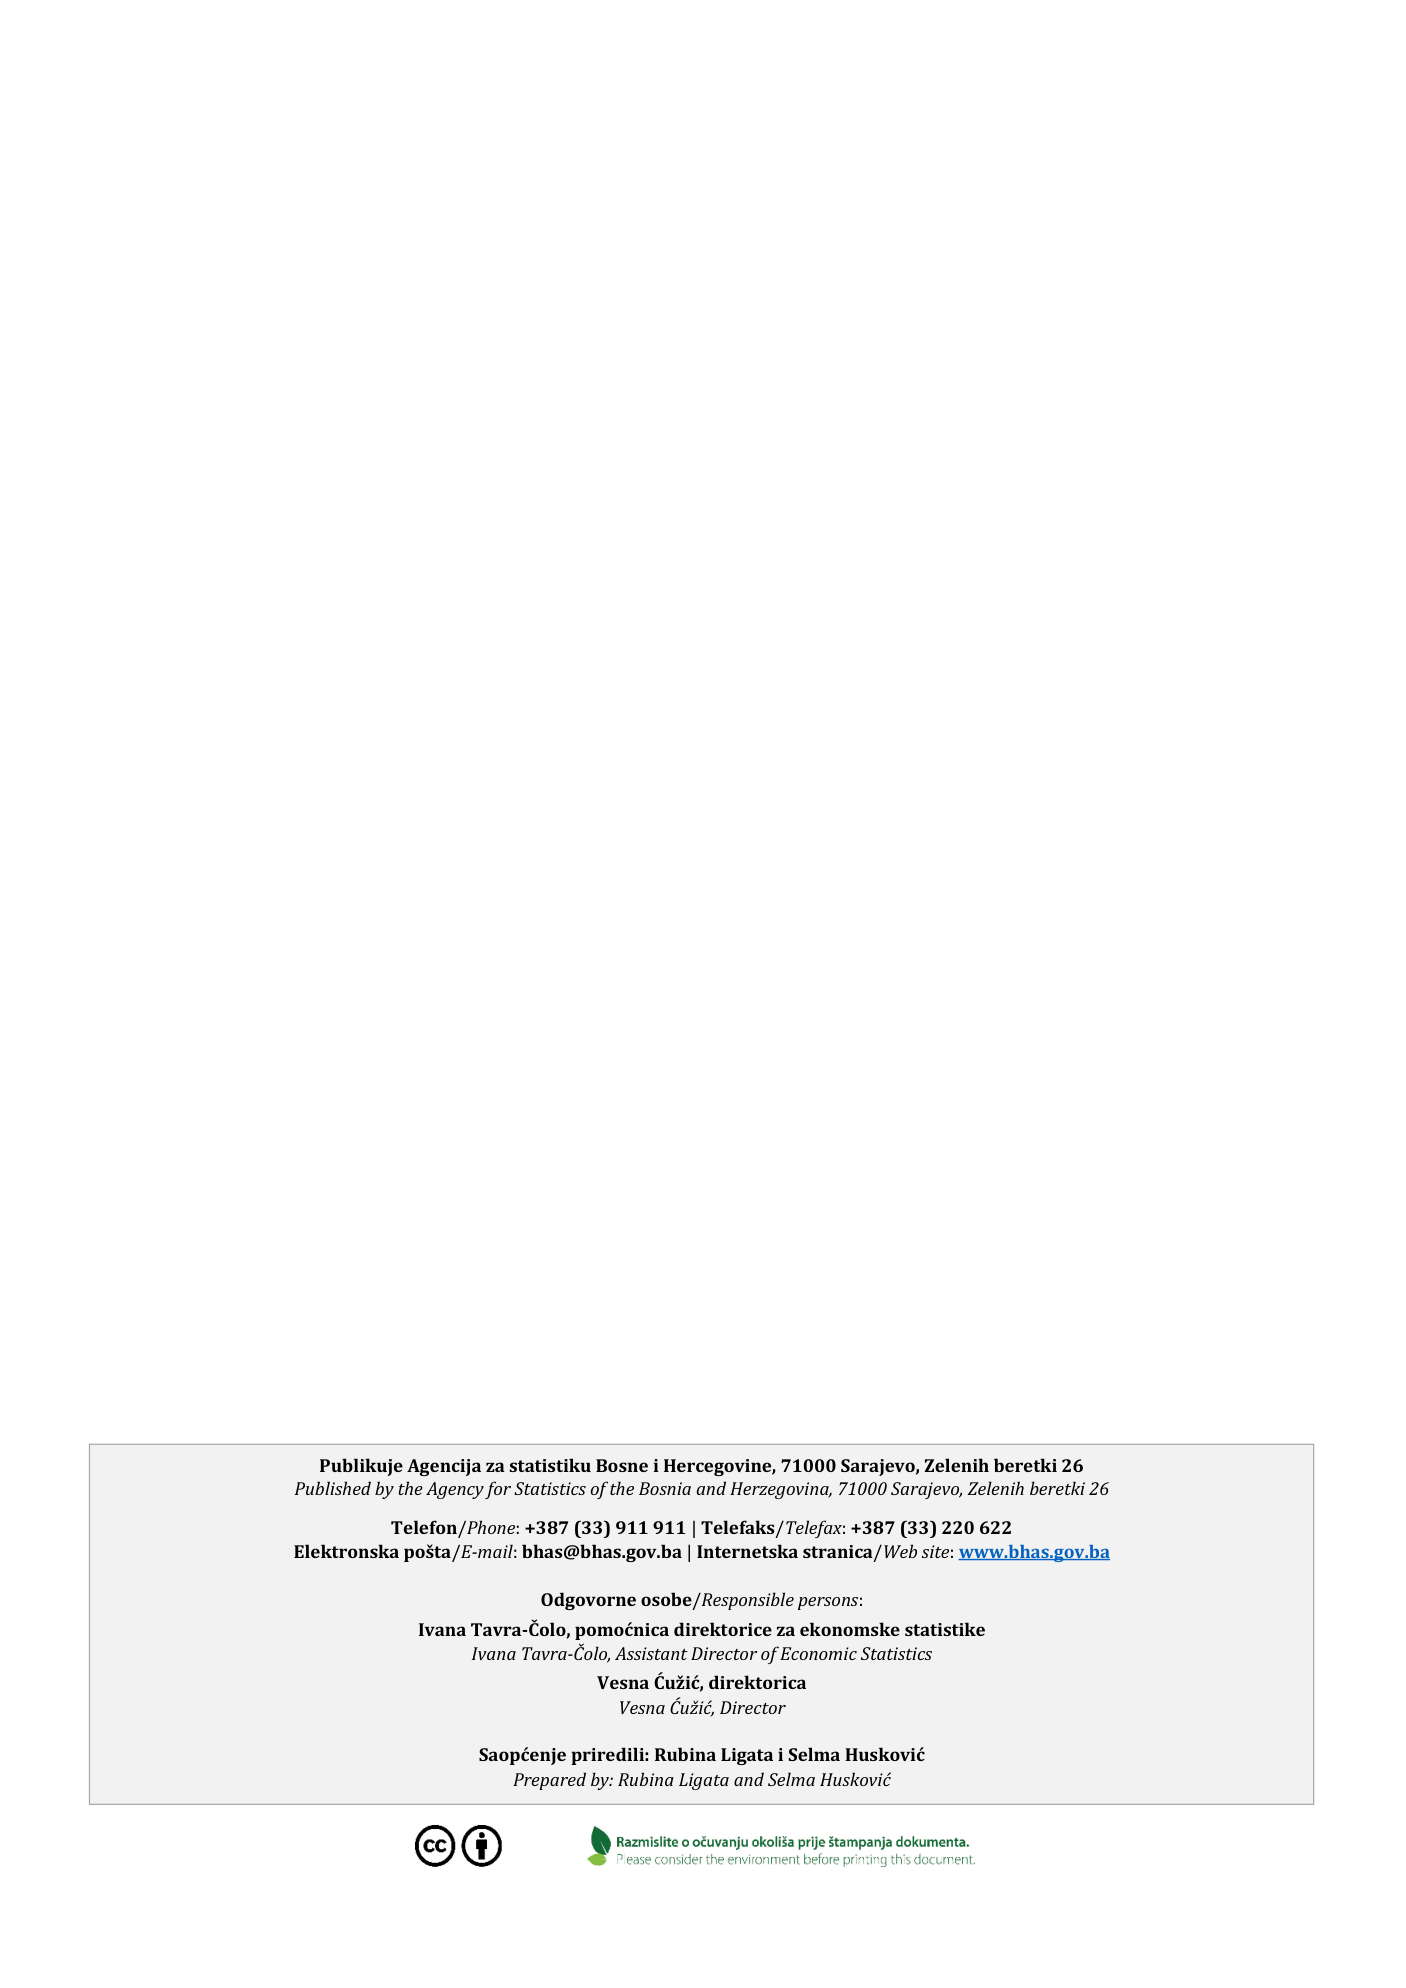 Publikuje Agencija za statistiku Bosne i Hercegovine, 71000 Sarajevo, Zelenih beretki 26
Published by the Agency for Statistics of the Bosnia and Herzegovina, 71000 Sarajevo, Zelenih beretki 26
Telefon/Phone: +387 (33) 911 911 | Telefaks/Telefax: +387 (33) 220 622
Elektronska pošta/E-mail: bhas@bhas.gov.ba | Internetska stranica/Web site: www.bhas.gov.ba
Odgovorne osobe/Responsible persons:
Ivana Tavra-Čolo, pomoćnica direktorice za ekonomske statistike
Ivana Tavra-Čolo, Assistant Director of Economic Statistics
Vesna Ćužić, direktorica
Vesna Ćužić, Director
Saopćenje priredili: Rubina Ligata i Selma Husković
Prepared by: Rubina Ligata and Selma Husković
cc
Razmislite o očuvanju okoliša prije štampanja dokumenta.
Please consider the environment before printing this document.